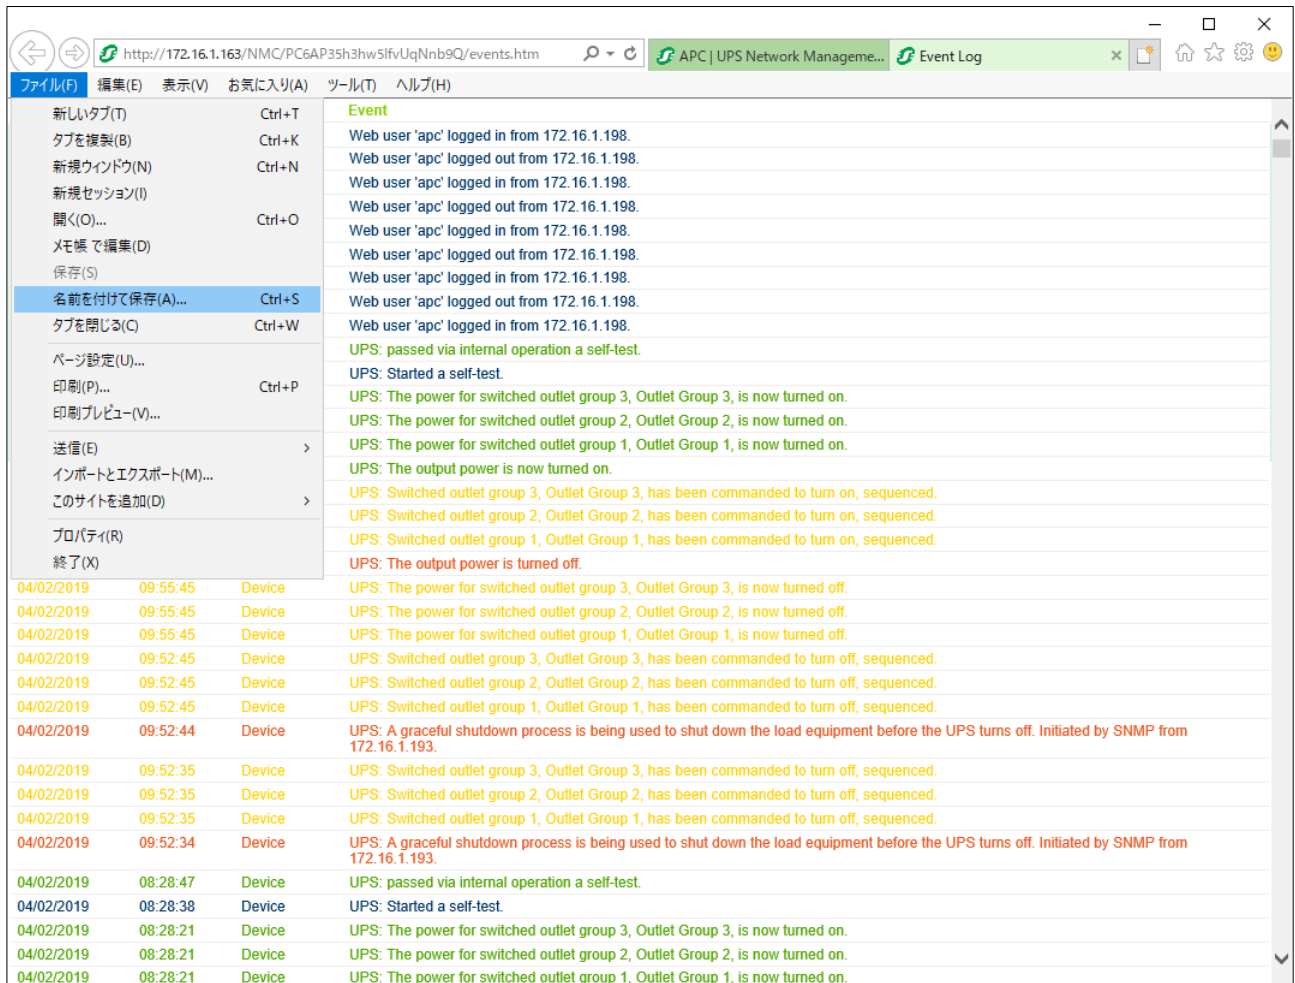 http://172.16.1.163/NMC/PC6AP35h3hw5IfvUqNnb9Q/events.htm
APC | UPS Network Manageme...
Event Log
ファイル(F) 編集(E) 表示(V) お気に入り(A) ツール(T) ヘルプ(H)
新しいタブ(T) Ctrl+T
タブを複製(B) Ctrl+K
新規ウィンドウ(N) Ctrl+N
新規セッション(I)
開く(O)... Ctrl+O
メモ帳 で編集(D)
保存(S)
名前を付けて保存(A)... Ctrl+S
タブを閉じる(C) Ctrl+W
ページ設定(U)...
印刷(P)... Ctrl+P
印刷プレビュー(V)...
送信(E)
インポートとエクスポート(M)...
このサイトを追加(D)
プロパティ(R)
終了(X)
Event
Web user 'apc' logged in from 172.16.1.198.
Web user 'apc' logged out from 172.16.1.198.
Web user 'apc' logged in from 172.16.1.198.
Web user 'apc' logged out from 172.16.1.198.
Web user 'apc' logged in from 172.16.1.198.
Web user 'apc' logged out from 172.16.1.198.
Web user 'apc' logged in from 172.16.1.198.
Web user 'apc' logged out from 172.16.1.198.
Web user 'apc' logged in from 172.16.1.198.
UPS: passed via internal operation a self-test.
UPS: Started a self-test.
UPS: The power for switched outlet group 3, Outlet Group 3, is now turned on.
UPS: The power for switched outlet group 2, Outlet Group 2, is now turned on.
UPS: The power for switched outlet group 1, Outlet Group 1, is now turned on.
UPS: The output power is now turned on.
UPS: Switched outlet group 3, Outlet Group 3, has been commanded to turn on, sequenced.
UPS: Switched outlet group 2, Outlet Group 2, has been commanded to turn on, sequenced.
UPS: Switched outlet group 1, Outlet Group 1, has been commanded to turn on, sequenced.
UPS: The output power is turned off.
04/02/2019 09:55:45 Device UPS: The power for switched outlet group 3, Outlet Group 3, is now turned off.
04/02/2019 09:55:45 Device UPS: The power for switched outlet group 2, Outlet Group 2, is now turned off.
04/02/2019 09:55:45 Device UPS: The power for switched outlet group 1, Outlet Group 1, is now turned off.
04/02/2019 09:52:45 Device UPS: Switched outlet group 3, Outlet Group 3, has been commanded to turn off, sequenced.
04/02/2019 09:52:45 Device UPS: Switched outlet group 2, Outlet Group 2, has been commanded to turn off, sequenced.
04/02/2019 09:52:45 Device UPS: Switched outlet group 1, Outlet Group 1, has been commanded to turn off, sequenced.
04/02/2019 09:52:44 Device UPS: A graceful shutdown process is being used to shut down the load equipment before the UPS turns off. Initiated by SNMP from
172.16.1.193.
04/02/2019 09:52:35 Device UPS: Switched outlet group 3, Outlet Group 3, has been commanded to turn off, sequenced.
04/02/2019 09:52:35 Device UPS: Switched outlet group 2, Outlet Group 2, has been commanded to turn off, sequenced.
04/02/2019 09:52:35 Device UPS: Switched outlet group 1, Outlet Group 1, has been commanded to turn off, sequenced.
04/02/2019 09:52:34 Device UPS: A graceful shutdown process is being used to shut down the load equipment before the UPS turns off. Initiated by SNMP from
172.16.1.193.
04/02/2019 08:28:47 Device UPS: passed via internal operation a self-test.
04/02/2019 08:28:38 Device UPS: Started a self-test.
04/02/2019 08:28:21 Device UPS: The power for switched outlet group 3, Outlet Group 3, is now turned on.
04/02/2019 08:28:21 Device UPS: The power for switched outlet group 2, Outlet Group 2, is now turned on.
04/02/2019 08:28:21 Device UPS: The power for switched outlet group 1, Outlet Group 1, is now turned on.